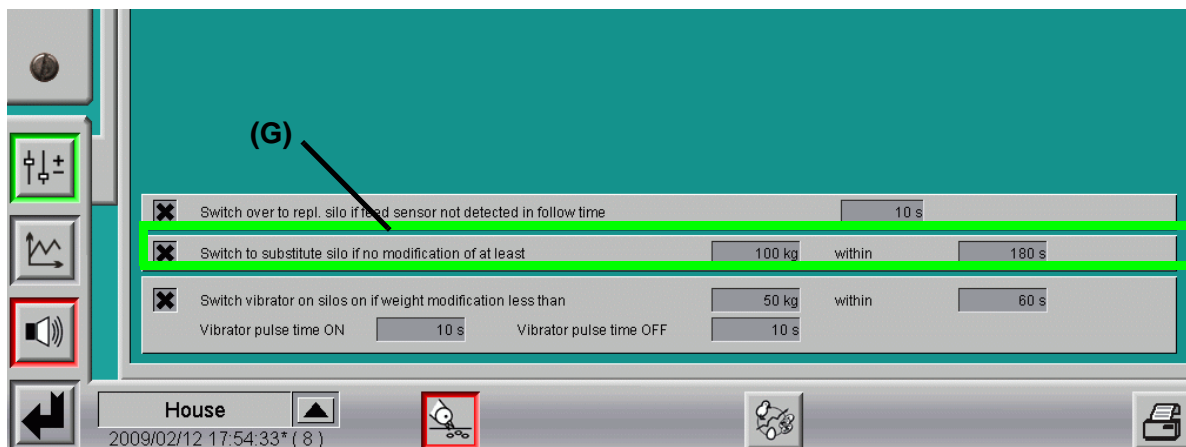 (G)
Switch over to repl. silo if feed sensor not detected in follow time 10 s
Switch to substitute silo if no modification of at least 100 kg within 180 s
Switch vibrator on silos on if weight modification less than 50 kg within 60 s
Vibrator pulse time ON 10 s Vibrator pulse time OFF 10 s
House
2009/02/12 17:54:33* ( 8 )